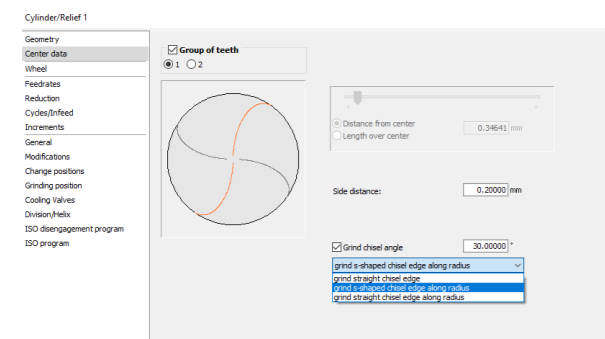 Cylinder/Relief 1
Geometry
Center data
Wheel
Feedrates
Reduction
Cycles/Infeed
Increments
General
Modifications
Change positions
Grinding position
Cooling Valves
Division/Helix
ISO disengagement program
ISO program
Group of teeth
1 2
Distance from center 0.34641 mm
Length over center
Side distance: 0.20000 mm
Grind chisel angle 30.00000 °
grind s-shaped chisel edge along radius
grind straight chisel edge
grind s-shaped chisel edge along radius
grind straight chisel edge along radius